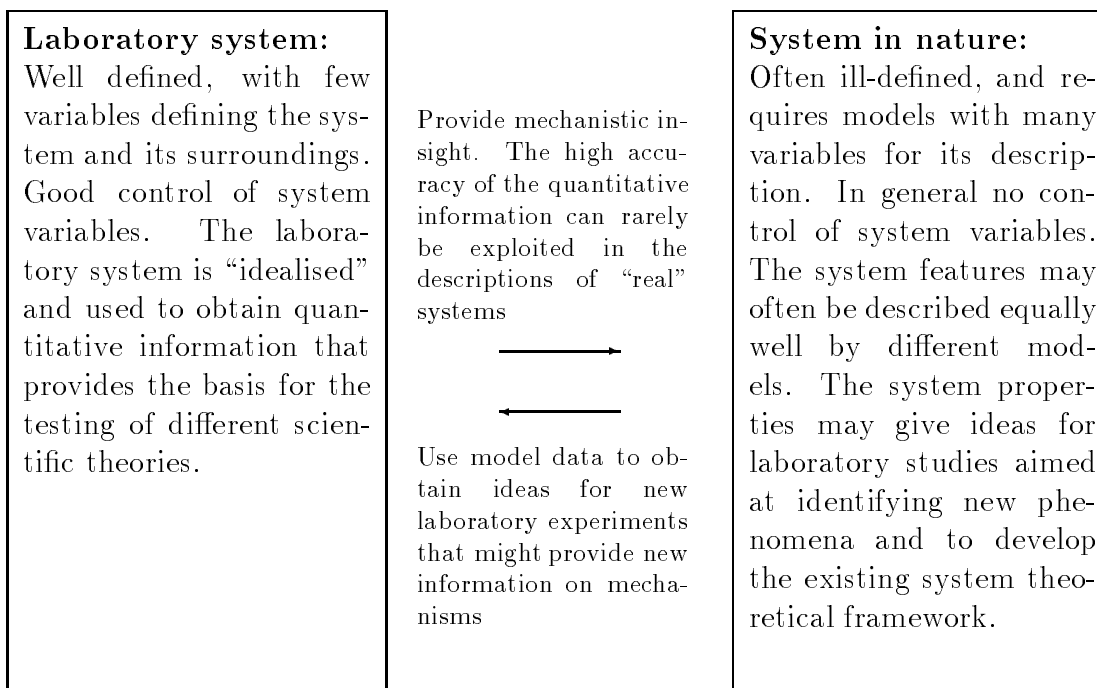 Laboratory system:
Well defined, with few
variables defining the sys-
tem and its surroundings.
Good control of system
variables. The labora-
tory system is “idealised”
and used to obtain quan-
titative information that
provides the basis for the
testing of different scien-
tific theories.
Provide mechanistic in-
sight. The high accu-
racy of the quantitative
information can rarely
be exploited in the
descriptions of “real”
systems
Use model data to ob-
tain ideas for new
laboratory experiments
that might provide new
information on mecha-
nisms
System in nature:
Often ill-defined, and re-
quires models with many
variables for its descrip-
tion. In general no con-
trol of system variables.
The system features may
often be described equally
well by different mod-
els. The system proper-
ties may give ideas for
laboratory studies aimed
at identifying new phe-
nomena and to develop
the existing system theo-
retical framework.